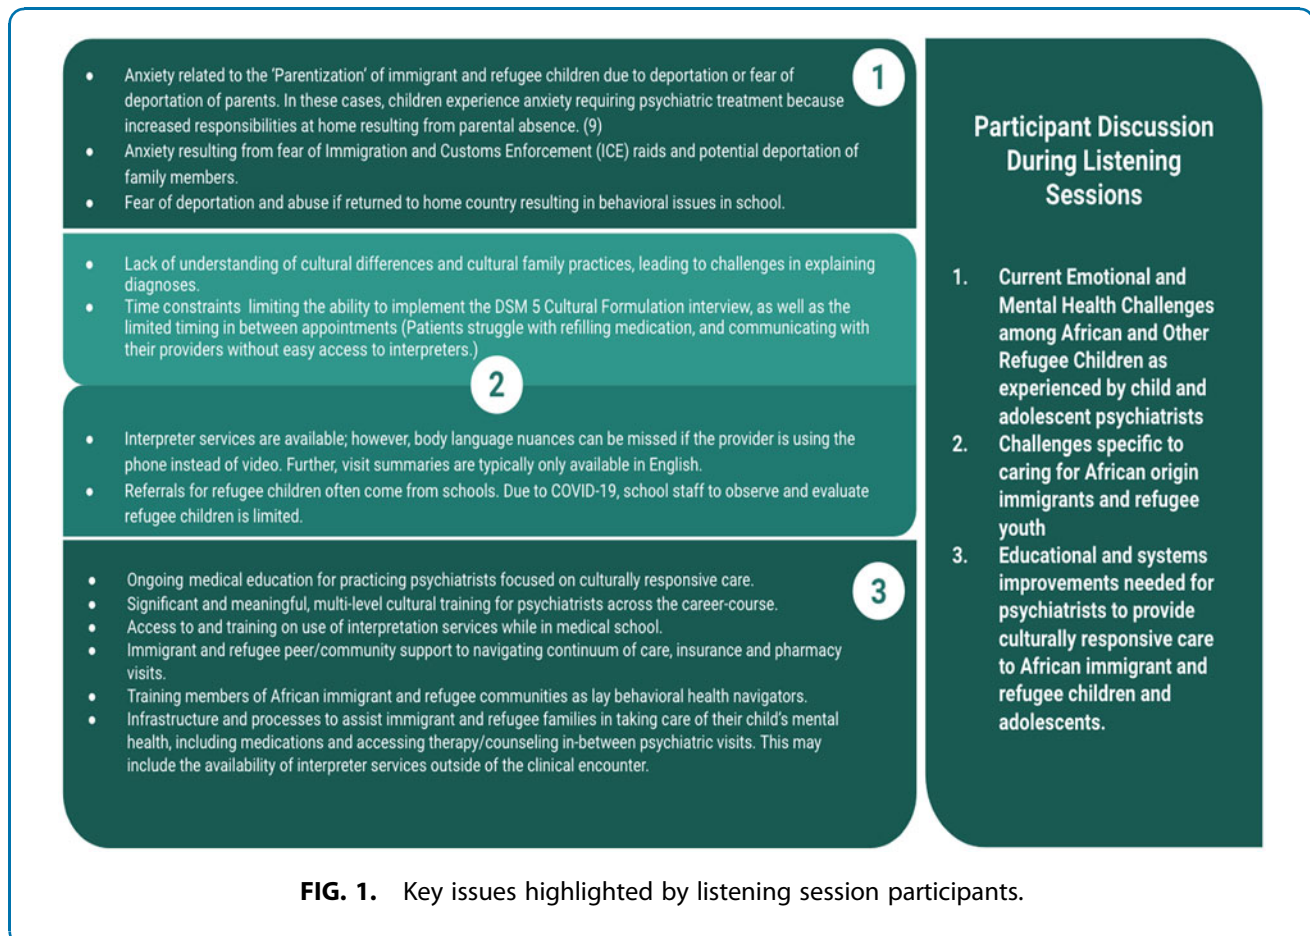 ● Anxiety related to the ‘Parentization’ of immigrant and refugee children due to deportation or fear of
deportation of parents. In these cases, children experience anxiety requiring psychiatric treatment because
increased responsibilities at home resulting from parental absence. (9)
● Anxiety resulting from fear of Immigration and Customs Enforcement (ICE) raids and potential deportation of
family members.
● Fear of deportation and abuse if returned to home country resulting in behavioral issues in school.
1
● Lack of understanding of cultural differences and cultural family practices, leading to challenges in explaining
diagnoses.
● Time constraints limiting the ability to implement the DSM 5 Cultural Formulation interview, as well as the
limited timing in between appointments (Patients struggle with refilling medication, and communicating with
their providers without easy access to interpreters.)
2
● Interpreter services are available; however, body language nuances can be missed if the provider is using the
phone instead of video. Further, visit summaries are typically only available in English.
● Referrals for refugee children often come from schools. Due to COVID-19, school staff to observe and evaluate
refugee children is limited.
● Ongoing medical education for practicing psychiatrists focused on culturally responsive care.
● Significant and meaningful, multi-level cultural training for psychiatrists across the career-course.
● Access to and training on use of interpretation services while in medical school.
● Immigrant and refugee peer/community support to navigating continuum of care, insurance and pharmacy
visits.
● Training members of African immigrant and refugee communities as lay behavioral health navigators.
● Infrastructure and processes to assist immigrant and refugee families in taking care of their child's mental
health, including medications and accessing therapy/counseling in-between psychiatric visits. This may
include the availability of interpreter services outside of the clinical encounter.
3
Participant Discussion
During Listening
Sessions
1. Current Emotional and
Mental Health Challenges
among African and Other
Refugee Children as
experienced by child and
adolescent psychiatrists
2. Challenges specific to
caring for African origin
immigrants and refugee
youth
3. Educational and systems
improvements needed for
psychiatrists to provide
culturally responsive care
to African immigrant and
refugee children and
adolescents.
FIG. 1. Key issues highlighted by listening session participants.